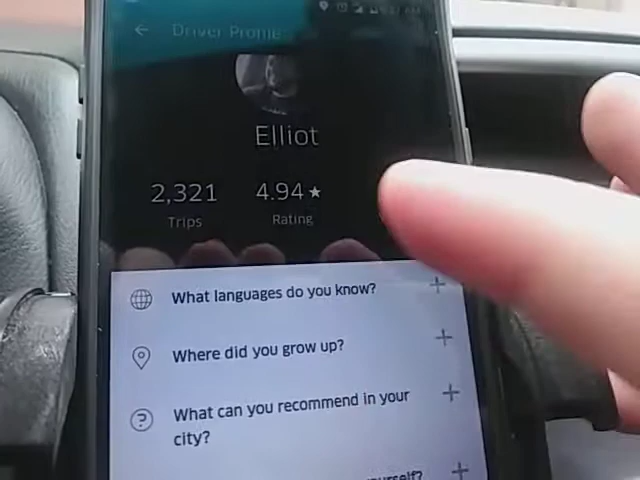 Driver Profile
Elliot
2,321
4.94★
Trips
Rating
What languages do you know?
Where did you grow up?
What can you recommend in your
city?